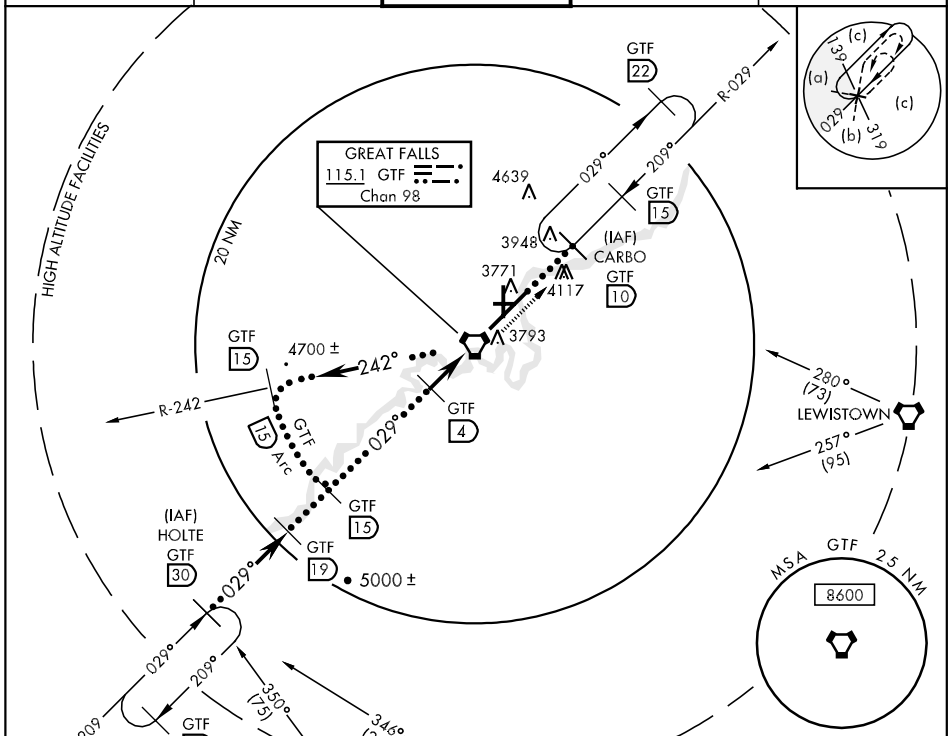 GTF
22
R-029
029°
209°
GTF
15
(c)
139
(a)
(c)
029
(b)
319
HIGH ALTITUDE FACILITIES
20 NM
GREAT FALLS
115.1 GTF
Chan 98
4639
3948
(IAF)
CARBO
GTF
10
3771
4117
3793
GTF
15
4700 ±
242°
R-242
GTF
15 Arc
029°
GTF
4
280°
(73)
LEWISTOWN
257°
(95)
GTF
15
(IAF)
HOLTE
GTF
30
029°
GTF
19
5000 ±
MSA GTF 25 NM
8600
029°
209°
350°
(75)
346°
209
GTF